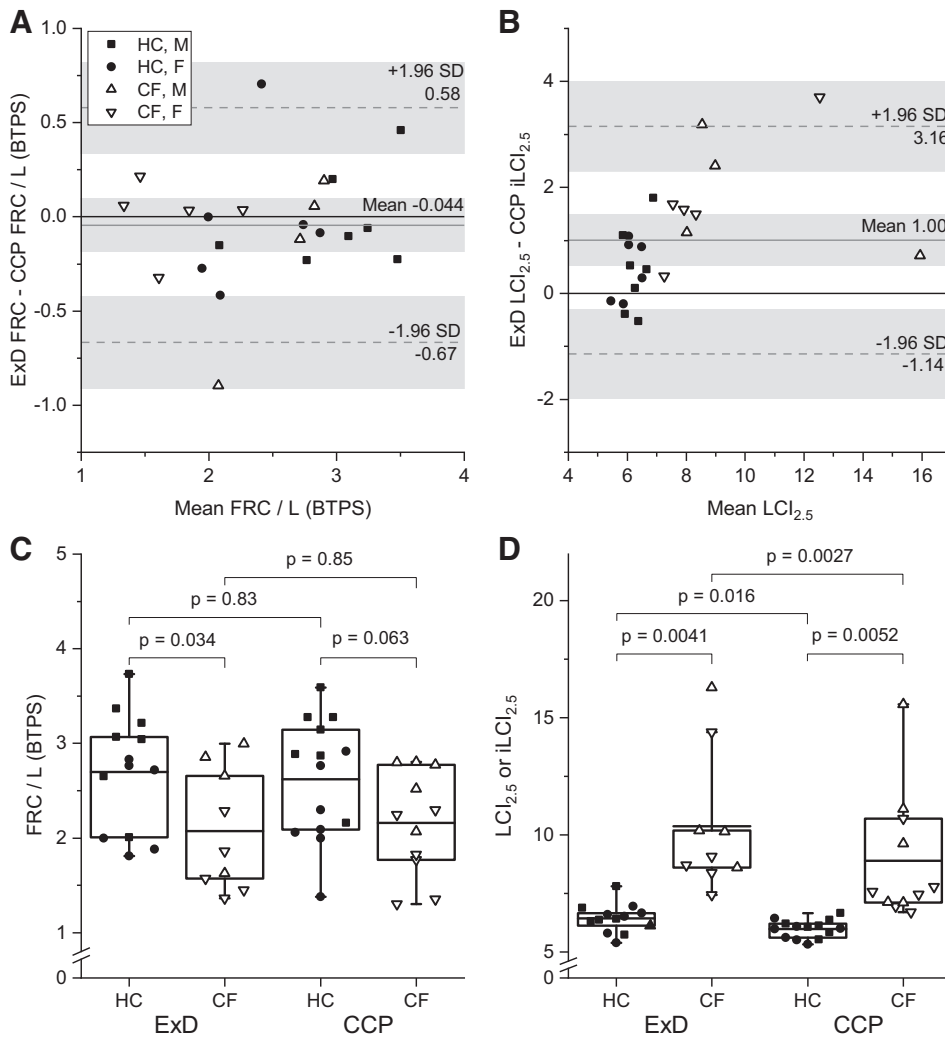 A
1.0
0.5
0.0
-0.5
-1.0
ExD FRC - CCP FRC / L (BTPS)
HC, M
HC, F
CF, M
CF, F
+1.96 SD
0.58
Mean -0.044
-1.96 SD
-0.67
1
2
3
4
Mean FRC / L (BTPS)
B
4
2
0
-2
ExD LCI2.5 - CCP iLCI2.5
+1.96 SD
3.16
Mean 1.00
-1.96 SD
-1.14
4
6
8
10
12
14
16
Mean LCI2.5
C
5
4
3
2
1
0
FRC / L (BTPS)
p = 0.85
p = 0.83
p = 0.034
p = 0.063
HC
CF
HC
CF
ExD
CCP
D
20
15
10
5
0
LCI2.5 or iLCI2.5
p = 0.0027
p = 0.016
p = 0.0041
p = 0.0052
HC
CF
HC
CF
ExD
CCP